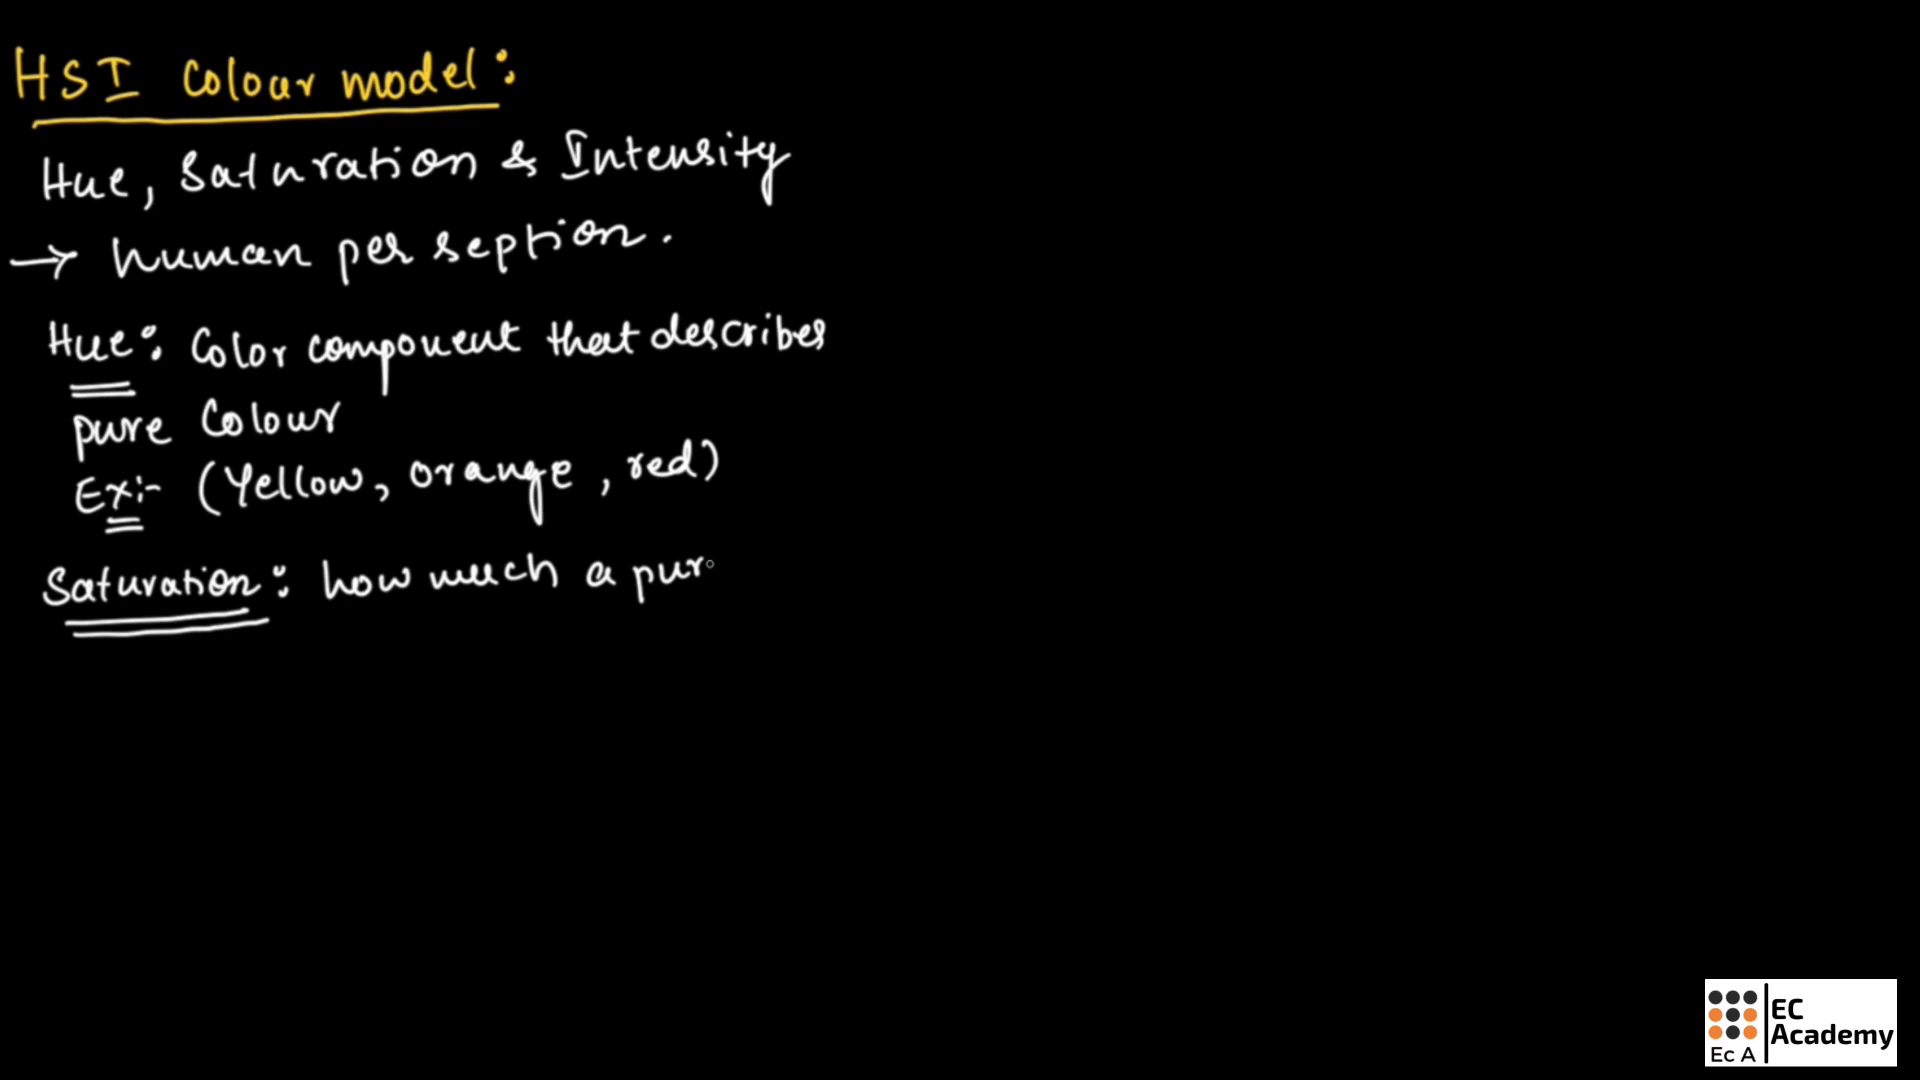 HSI Colour model:
Hue, Saturation & Intensity
→ human perseption.
Hue: Color component that describes
pure Colour
Ex:- (Yellow, orange, red)
Saturation: how much a pur
EC
Academy
Ec A